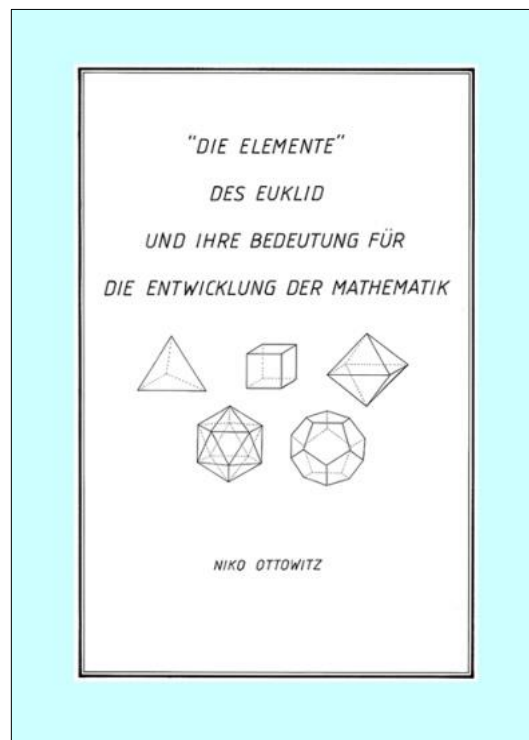 "DIE ELEMENTE"
DES EUKLID
UND IHRE BEDEUTUNG FÜR
DIE ENTWICKLUNG DER MATHEMATIK
NIKO OTTOWITZ